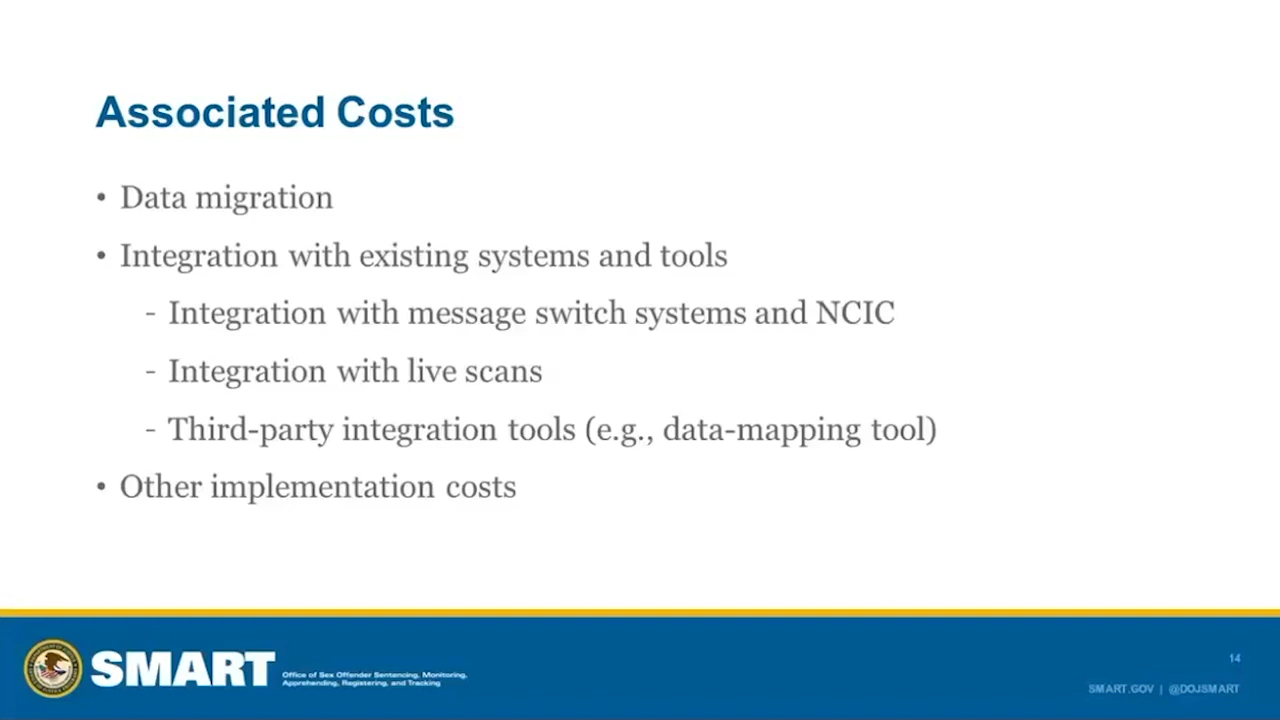 Associated Costs
• Data migration
• Integration with existing systems and tools
- Integration with message switch systems and NCIC
- Integration with live scans
- Third-party integration tools (e.g., data-mapping tool)
• Other implementation costs
SMART
Office of Sex Offender Sentencing, Monitoring,
Apprehending, Registering, and Tracking
14
SMART.GOV | @DOJSMART